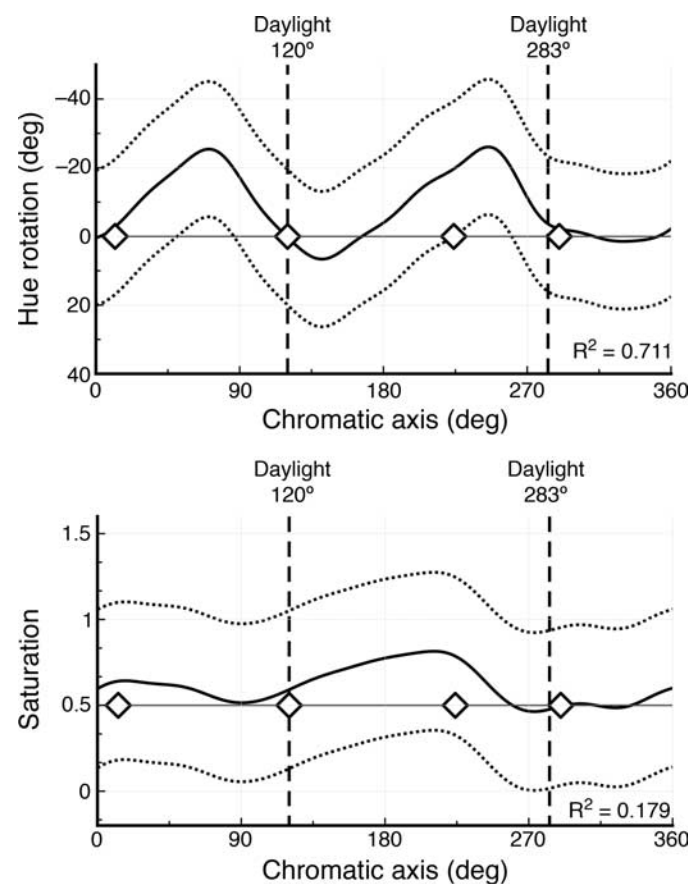 Daylight Daylight
120º 283º
–40
–20
0
20
40
Hue rotation (deg)
R² = 0.711
0 90 180 270 360
Chromatic axis (deg)
Daylight Daylight
120º 283º
1.5
1
0.5
0
Saturation
R² = 0.179
0 90 180 270 360
Chromatic axis (deg)